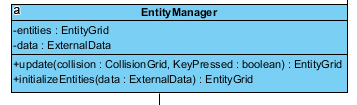 a
EntityManager
-entities : EntityGrid
-data : ExternalData
+update(collision : CollisionGrid, KeyPressed : boolean) : EntityGrid
+initializeEntities(data : ExternalData) : EntityGrid